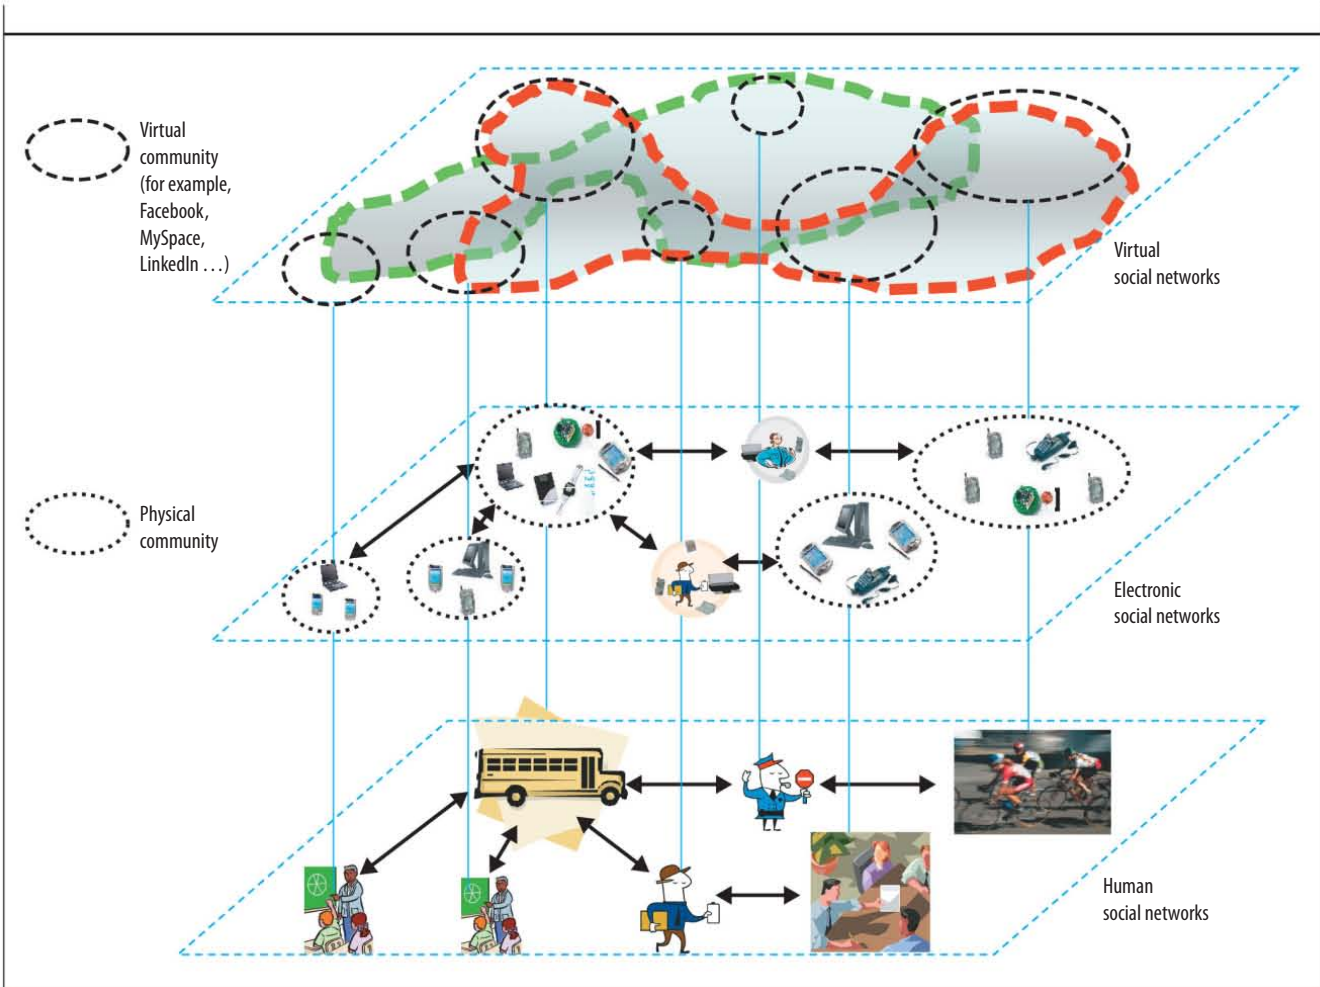 Virtual
community
(for example,
Facebook,
MySpace,
LinkedIn …)
Virtual
social networks
Physical
community
Electronic
social networks
Human
social networks